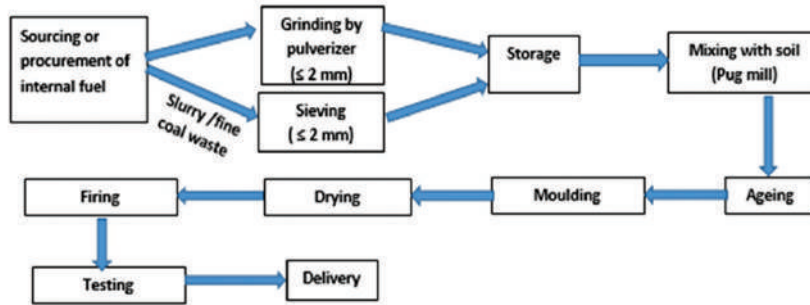 Sourcing or
procurement of
internal fuel
Slurry /fine
coal waste
Grinding by
pulverizer
(≤ 2 mm)
Sieving
( ≤ 2 mm)
Storage
Mixing with soil
(Pug mill)
Ageing
Moulding
Drying
Firing
Testing
Delivery